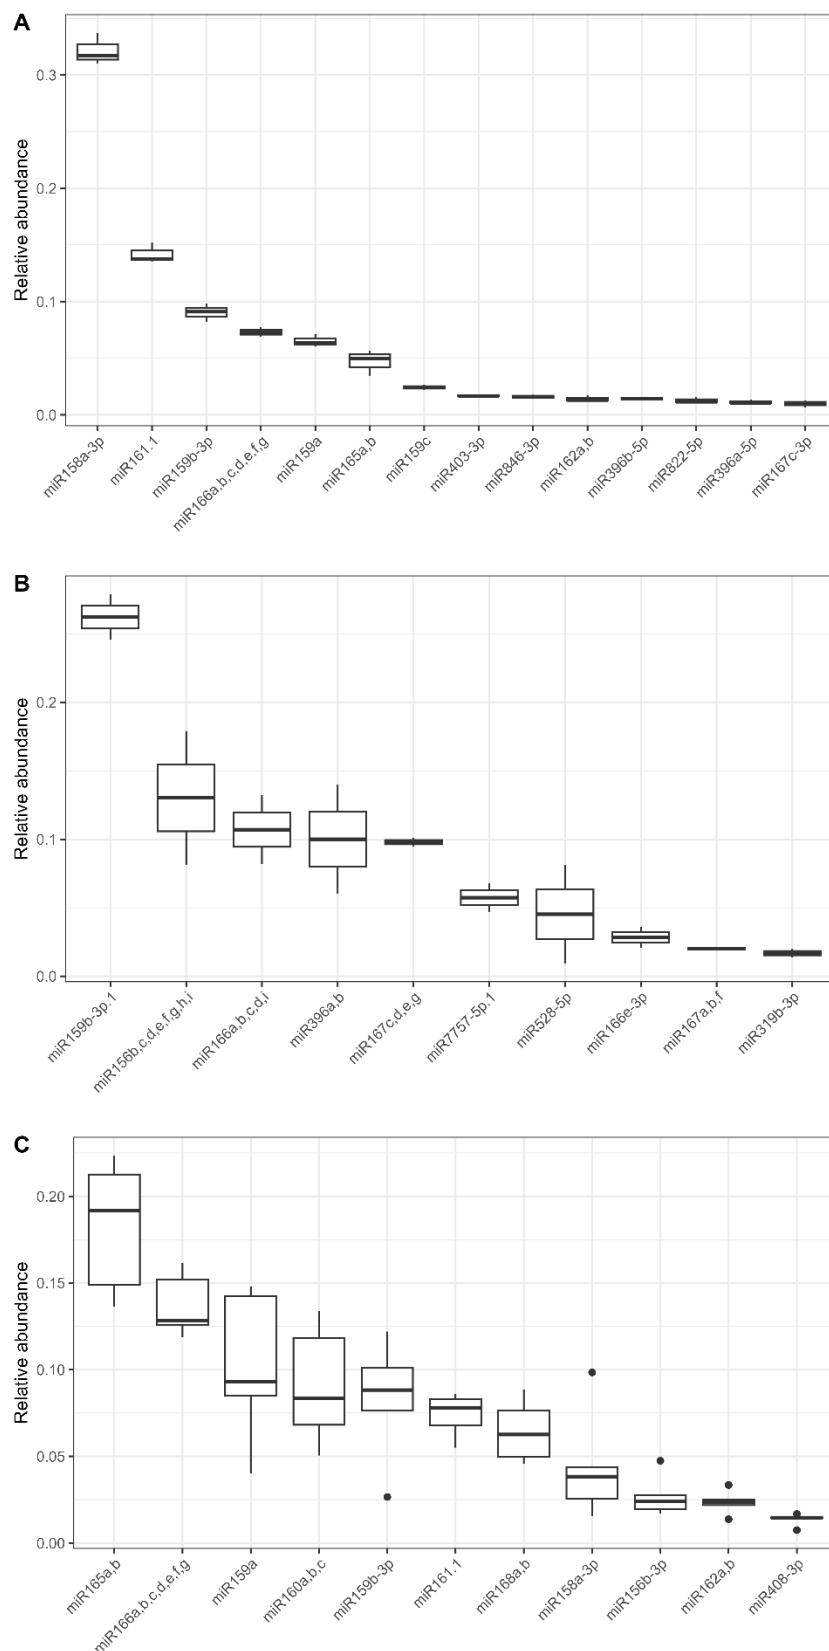 A
Relative abundance
0.3
0.2
0.1
0.0
miR158a-3p
miR161.1
miR159b-3p
miR166a,b,c,d,e,f,g
miR159a
miR165a,b
miR159c
miR403-3p
miR846-3p
miR162a,b
miR396b-5p
miR822-5p
miR396a-5p
miR167c-3p
B
Relative abundance
0.2
0.1
0.0
miR159b-3p.1
miR156b,c,d,e,f,g,h,i
miR166a,b,c,d,i
miR396a,b
miR167c,d,e,g
miR7757-5p.1
miR528-5p
miR166e-3p
miR167a,b,f
miR319b-3p
C
Relative abundance
0.20
0.15
0.10
0.05
0.00
miR165a,b
miR166a,b,c,d,e,f,g
miR159a
miR160a,b,c
miR159b-3p
miR161.1
miR168a,b
miR158a-3p
miR156b-3p
miR162a,b
miR408-3p